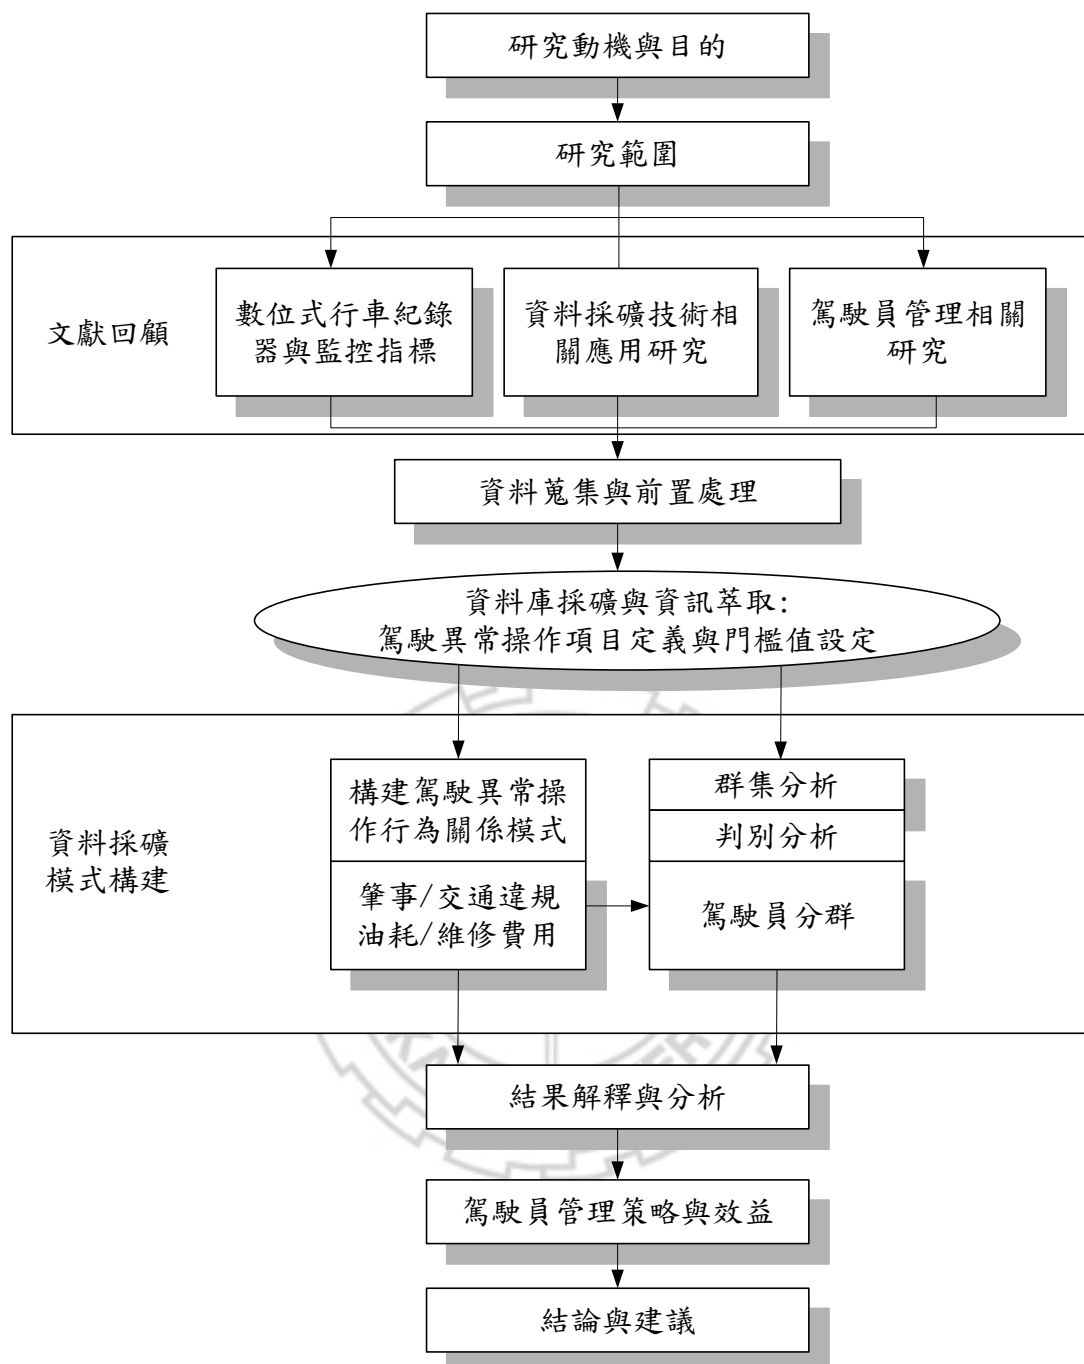 研究動機與目的
研究範圍
文獻回顧
數位式行車紀錄
器與監控指標
資料採礦技術相
關應用研究
駕駛員管理相關
研究
資料蒐集與前置處理
資料庫採礦與資訊萃取:
駕駛異常操作項目定義與門檻值設定
資料採礦
模式構建
構建駕駛異常操
作行為關係模式
肇事/交通違規
油耗/維修費用
群集分析
判別分析
駕駛員分群
結果解釋與分析
駕駛員管理策略與效益
結論與建議